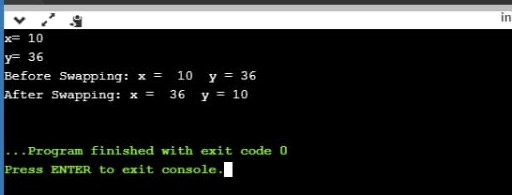 in
x= 10
y= 36
Before Swapping: x =  10  y = 36
After Swapping: x =  36  y = 10
...Program finished with exit code 0
Press ENTER to exit console.